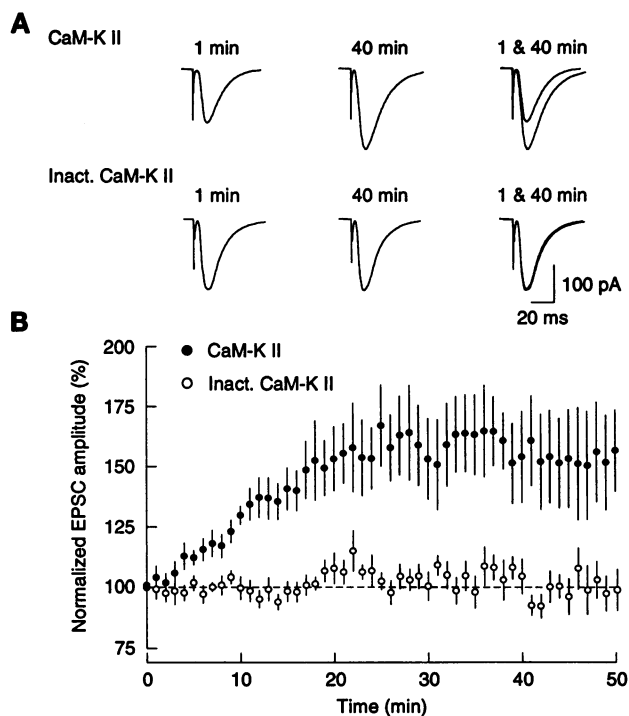 A
CaM-K II
1 min
40 min
1 & 40 min
Inact. CaM-K II
1 min
40 min
1 & 40 min
100 pA
20 ms
B
Normalized EPSC amplitude (%)
200
175
150
125
100
75
CaM-K II
Inact. CaM-K II
0
10
20
30
40
50
Time (min)